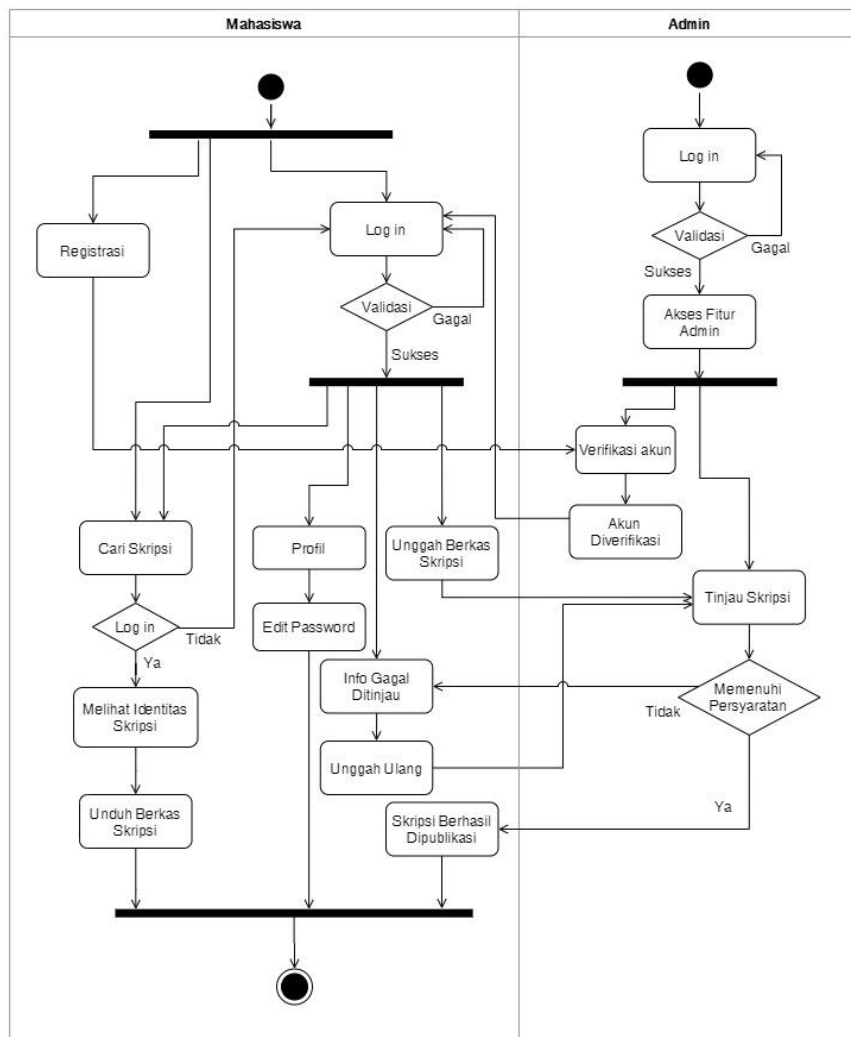 Mahasiswa
Admin
Log in
Registrasi
Log in
Validasi
Gagal
Sukses
Validasi
Gagal
Sukses
Akses Fitur
Admin
Verifikasi akun
Akun
Diverifikasi
Cari Skripsi
Profil
Unggah Berkas
Skripsi
Tinjau Skripsi
Log in
Tidak
Ya
Edit Password
Melihat Identitas
Skripsi
Info Gagal
Ditinjau
Memenuhi
Persyaratan
Tidak
Unggah Ulang
Unduh Berkas
Skripsi
Skripsi Berhasil
Dipublikasi
Ya